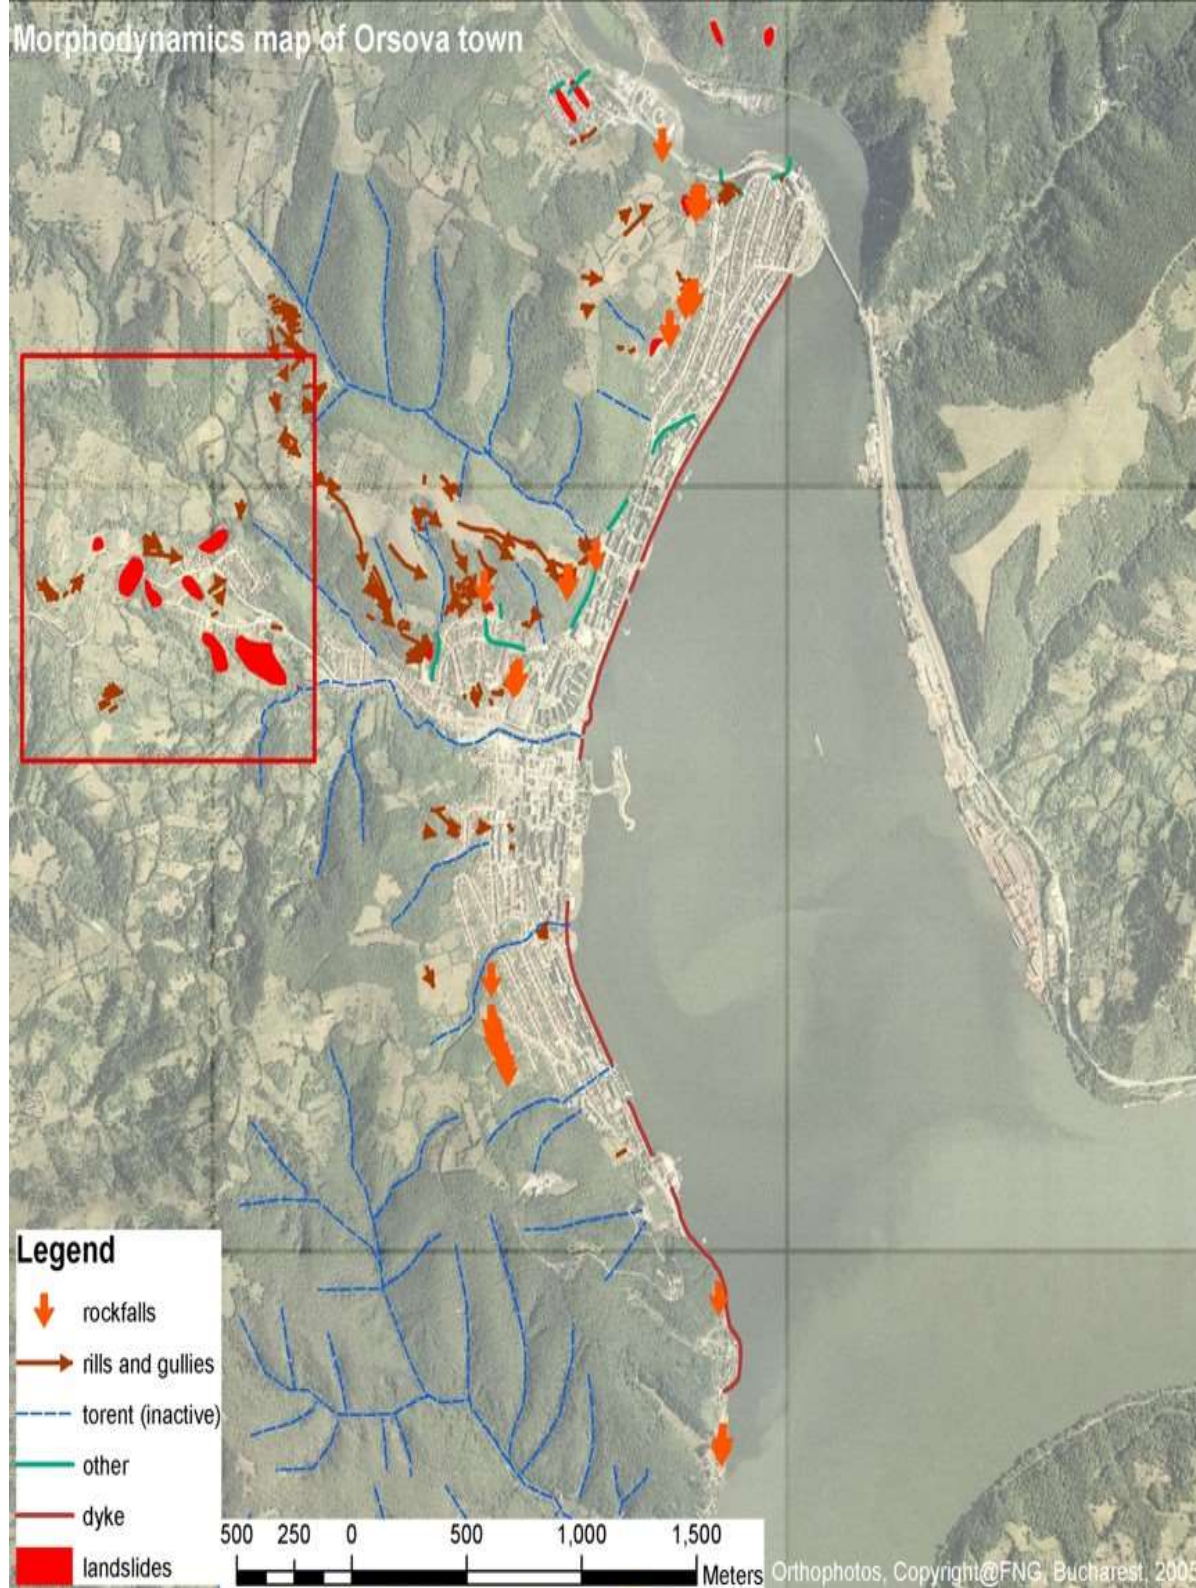 Morphodynamics map of Orsova town
Legend
rockfalls
rills and gullies
torent (inactive)
other
dyke
landslides
500 250 0 500 1,000 1,500
Meters
Orthophotos, Copyright@FNG, Bucharest,